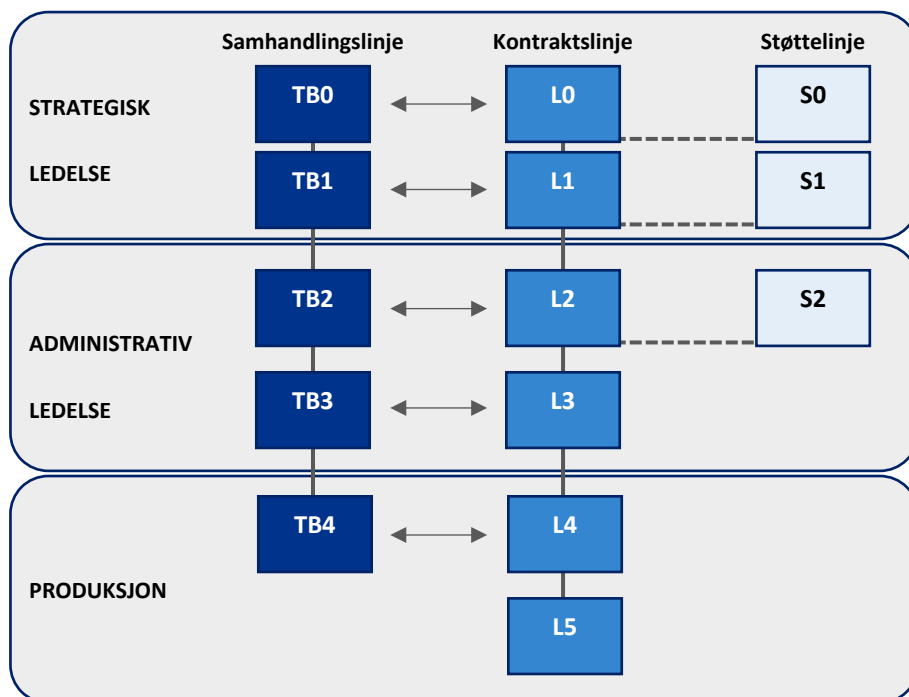 Samhandlingslinje Kontraktslinje Støttelinje
TB0 L0 S0
STRATEGISK
LEDELSE
TB1 L1 S1
TB2 L2 S2
ADMINISTRATIV
LEDELSE
TB3 L3
TB4 L4
PRODUKSJON
L5